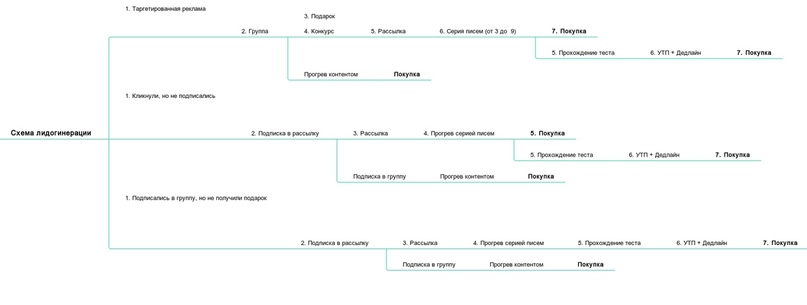 1. Таргетированная реклама
3. Подарок
2. Группа 4. Конкурс 5. Рассылка 6. Серия писем (от 3 до 9) 7. Покупка
5. Прохождение теста 6. УТП + Дедлайн 7. Покупка
Прогрев контентом Покупка
1. Кликнули, но не подписались
Схема лидогинерации 2. Подписка в рассылку 3. Рассылка 4. Прогрев серией писем 5. Покупка
5. Прохождение теста 6. УТП + Дедлайн 7. Покупка
Подписка в группу Прогрев контентом Покупка
1. Подписались в группу, но не получили подарок
2. Подписка в рассылку 3. Рассылка 4. Прогрев серией писем 5. Прохождение теста 6. УТП + Дедлайн 7. Покупка
Подписка в группу Прогрев контентом Покупка